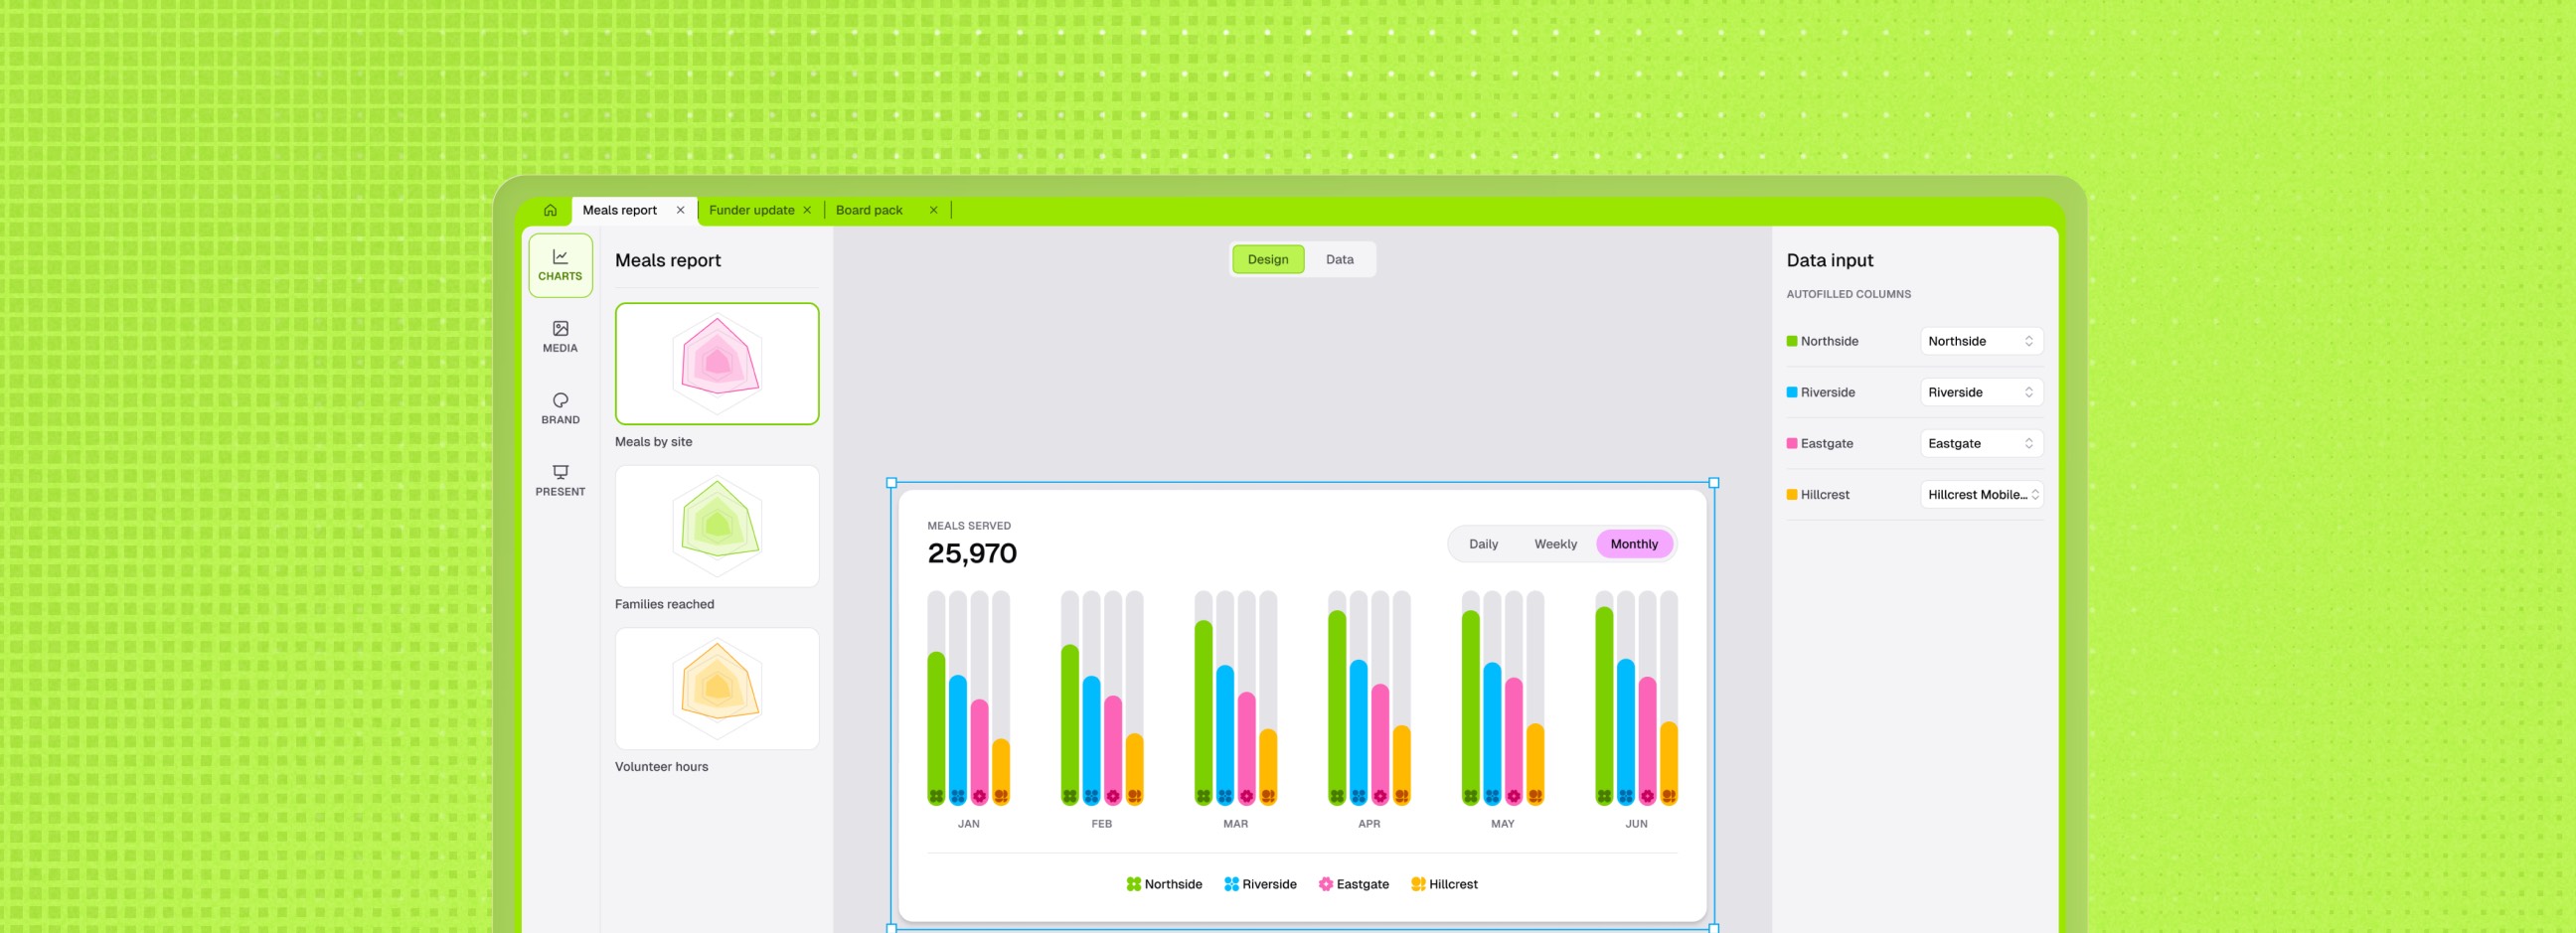 Meals report
Funder update
Board pack
CHARTS
MEDIA
BRAND
PRESENT
Meals report
Meals by site
Families reached
Volunteer hours
Design
Data
MEALS SERVED
25,970
Daily
Weekly
Monthly
JAN
FEB
MAR
APR
MAY
JUN
Northside
Riverside
Eastgate
Hillcrest
Data input
AUTOFILLED COLUMNS
Northside
Northside
Riverside
Riverside
Eastgate
Eastgate
Hillcrest
Hillcrest Mobile...